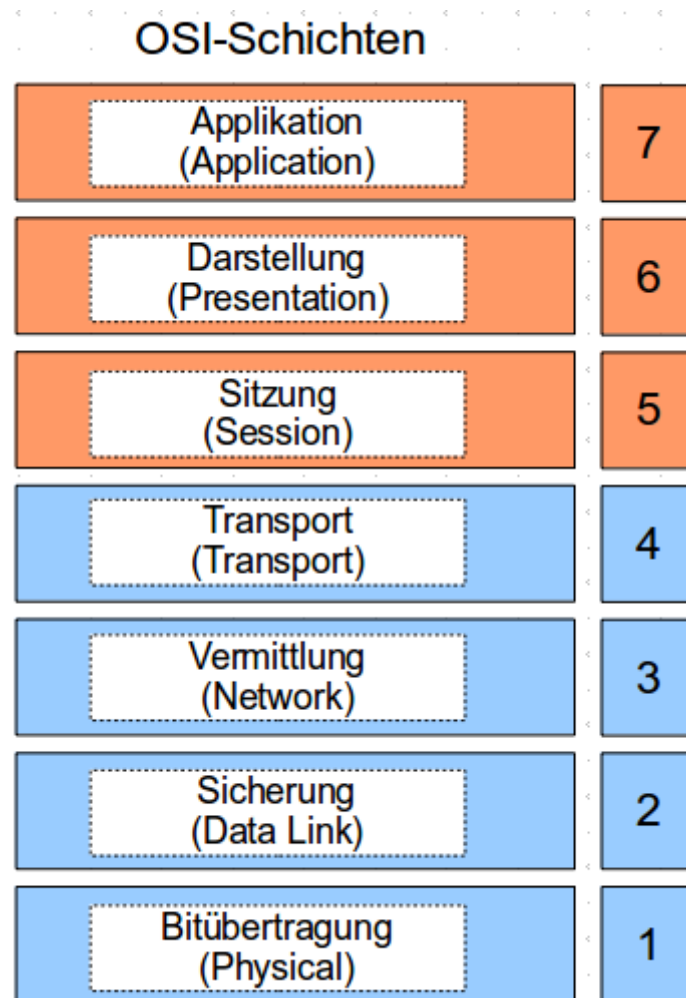 OSI-Schichten
Applikation
(Application)
7
Darstellung
(Presentation)
6
Sitzung
(Session)
5
Transport
(Transport)
4
Vermittlung
(Network)
3
Sicherung
(Data Link)
2
Bitübertragung
(Physical)
1